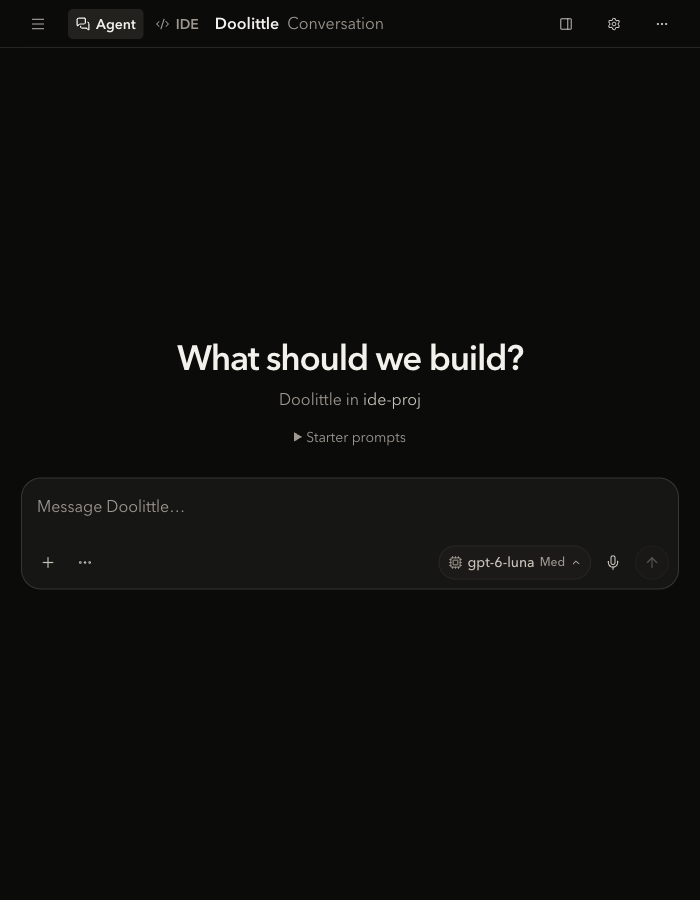 Agent IDE Doolittle Conversation
What should we build?
Doolittle in ide-proj
Starter prompts
Message Doolittle…
gpt-6-luna Med